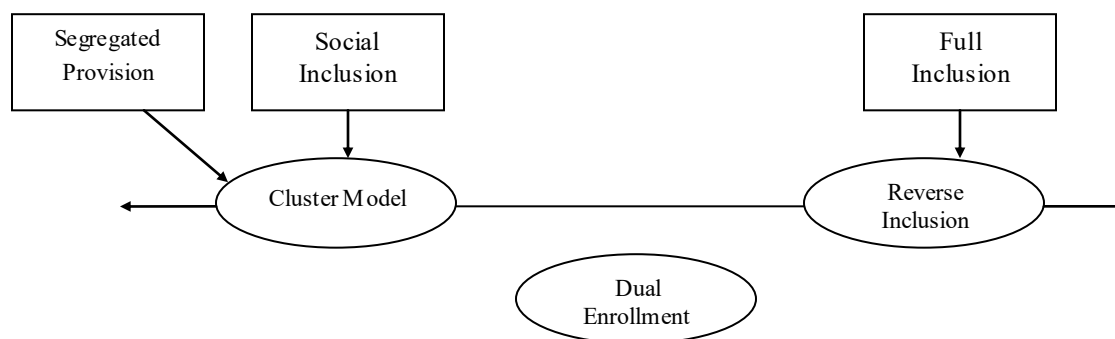 Segregated
Provision
Social
Inclusion
Full
Inclusion
Cluster Model
Reverse
Inclusion
Dual
Enrollment